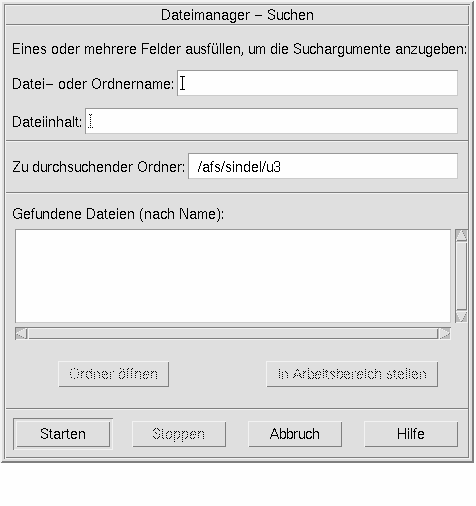 Dateimanager – Suchen
Eines oder mehrere Felder ausfüllen, um die Suchargumente anzugeben:
Datei– oder Ordnername:
Dateiinhalt:
Zu durchsuchender Ordner: /afs/sindel/u3
Gefundene Dateien (nach Name):
Ordner öffnen In Arbeitsbereich stellen
Starten Stoppen Abbruch Hilfe